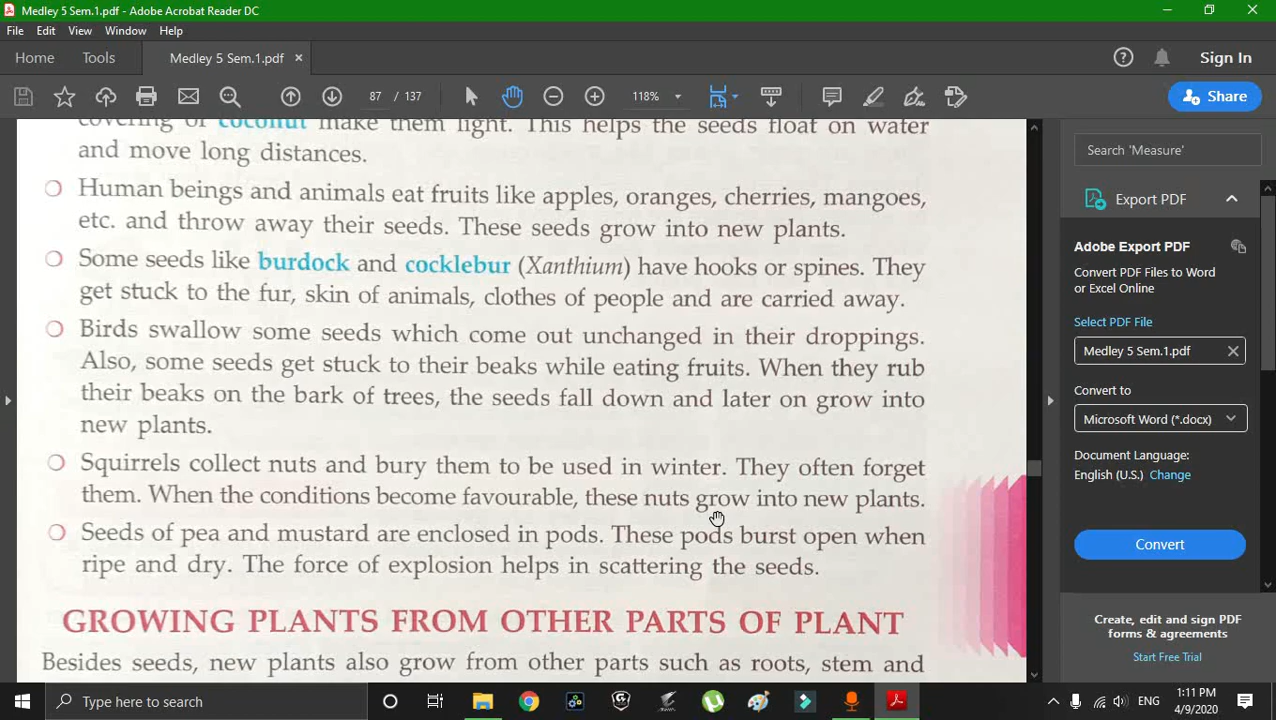 Medley 5 Sem.1.pdf - Adobe Acrobat Reader DC
File Edit View Window Help
Home Tools Medley 5 Sem.1.pdf × Sign In
87 / 137 118% Share
covering of coconut make them light. This helps the seeds float on water
and move long distances.
Human beings and animals eat fruits like apples, oranges, cherries, mangoes,
etc. and throw away their seeds. These seeds grow into new plants.
Some seeds like burdock and cocklebur (Xanthium) have hooks or spines. They
get stuck to the fur, skin of animals, clothes of people and are carried away.
Birds swallow some seeds which come out unchanged in their droppings.
Also, some seeds get stuck to their beaks while eating fruits. When they rub
their beaks on the bark of trees, the seeds fall down and later on grow into
new plants.
Squirrels collect nuts and bury them to be used in winter. They often forget
them. When the conditions become favourable, these nuts grow into new plants.
Seeds of pea and mustard are enclosed in pods. These pods burst open when
ripe and dry. The force of explosion helps in scattering the seeds.
GROWING PLANTS FROM OTHER PARTS OF PLANT
Besides seeds, new plants also grow from other parts such as roots, stem and
Search 'Measure'
Export PDF
Adobe Export PDF
Convert PDF Files to Word
or Excel Online
Select PDF File
Medley 5 Sem.1.pdf
Convert to
Microsoft Word (*.docx)
Document Language:
English (U.S.) Change
Convert
Create, edit and sign PDF
forms & agreements
Start Free Trial
Type here to search
ENG
1:11 PM
4/9/2020